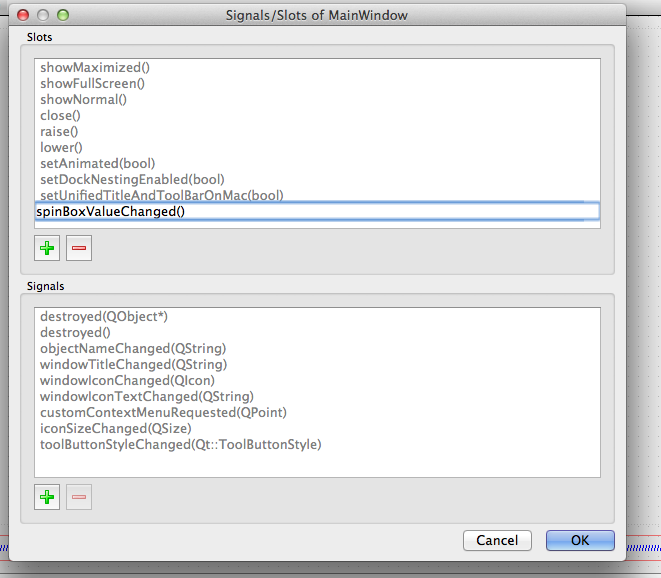 Signals/Slots of MainWindow
Slots
showMaximized()
showFullScreen()
showNormal()
close()
raise()
lower()
setAnimated(bool)
setDockNestingEnabled(bool)
setUnifiedTitleAndToolBarOnMac(bool)
spinBoxValueChanged()
Signals
destroyed(QObject*)
destroyed()
objectNameChanged(QString)
windowTitleChanged(QString)
windowIconChanged(QIcon)
windowIconTextChanged(QString)
customContextMenuRequested(QPoint)
iconSizeChanged(QSize)
toolButtonStyleChanged(Qt::ToolButtonStyle)
Cancel OK